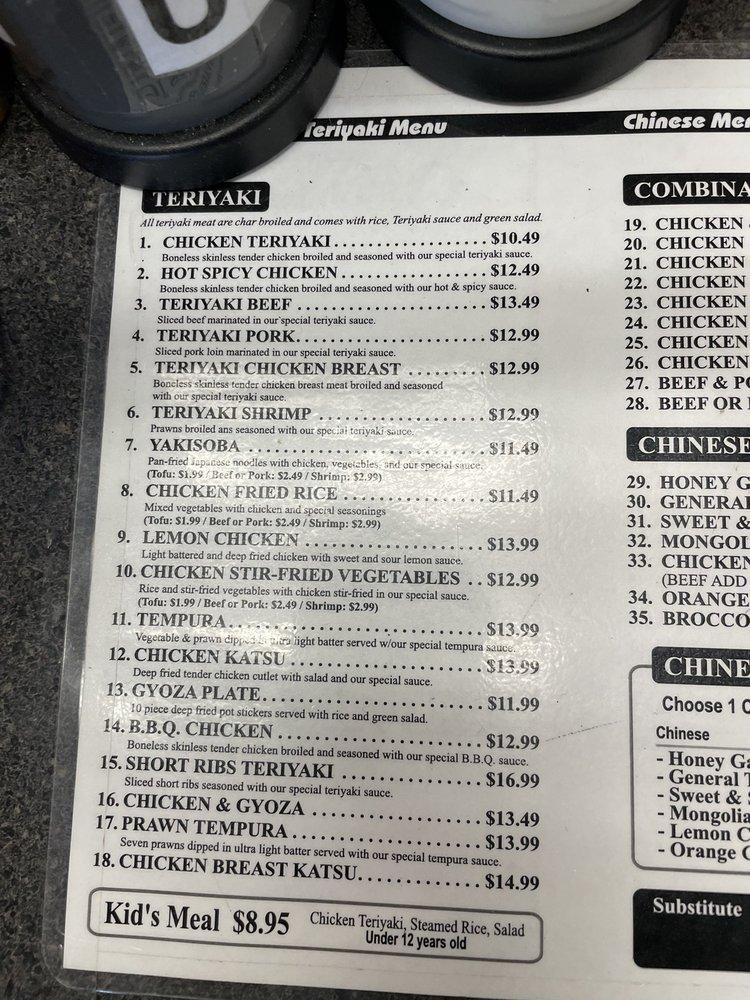 Teriyaki Menu
TERIYAKI
All teriyaki meat are char broiled and comes with rice, Teriyaki sauce and green salad.
1. CHICKEN TERIYAKI. . . . . . . . . . . . . . . . . . . . $10.49
Boneless skinless tender chicken broiled and seasoned with our special teriyaki sauce.
2. HOT SPICY CHICKEN . . . . . . . . . . . . . . . . . . $12.49
Boneless skinless tender chicken broiled and seasoned with our hot & spicy sauce.
3. TERIYAKI BEEF . . . . . . . . . . . . . . . . . . . . . . . $13.49
Sliced beef marinated in our special teriyaki sauce.
4. TERIYAKI PORK. . . . . . . . . . . . . . . . . . . . . . . $12.99
Sliced pork loin marinated in our special teriyaki sauce.
5. TERIYAKI CHICKEN BREAST . . . . . . . . . . $12.99
Boneless skinless tender chicken breast meat broiled and seasoned
with our special teriyaki sauce.
6. TERIYAKI SHRIMP . . . . . . . . . . . . . . . . . . . . $12.99
Prawns broiled ans seasoned with our special teriyaki sauce.
7. YAKISOBA . . . . . . . . . . . . . . . . . . . . . . . . . . . . $11.49
Pan-fried Japanese noodles with chicken, vegetables, and our special sauce.
(Tofu: $1.99 / Beef or Pork: $2.49 / Shrimp: $2.99)
8. CHICKEN FRIED RICE . . . . . . . . . . . . . . . . . $11.49
Mixed vegetables with chicken and special seasonings
(Tofu: $1.99 / Beef or Pork: $2.49 / Shrimp: $2.99)
9. LEMON CHICKEN . . . . . . . . . . . . . . . . . . . . . $13.99
Light battered and deep fried chicken with sweet and sour lemon sauce.
10. CHICKEN STIR-FRIED VEGETABLES . . $12.99
Rice and stir-fried vegetables with chicken stir-fried in our special sauce.
(Tofu: $1.99 / Beef or Pork: $2.49 / Shrimp: $2.99)
11. TEMPURA. . . . . . . . . . . . . . . . . . . . . . . . . . . . . $13.99
Vegetable & prawn dipped in ultra light batter served w/our special tempura sauce.
12. CHICKEN KATSU . . . . . . . . . . . . . . . . . . . . . . $13.99
Deep fried tender chicken cutlet with salad and our special sauce.
13. GYOZA PLATE. . . . . . . . . . . . . . . . . . . . . . . . . $11.99
10 piece deep fried pot stickers served with rice and green salad.
14. B.B.Q. CHICKEN . . . . . . . . . . . . . . . . . . . . . . . . $12.99
Boneless skinless tender chicken broiled and seasoned with our special B.B.Q. sauce.
15. SHORT RIBS TERIYAKI . . . . . . . . . . . . . . . . $16.99
Sliced short ribs seasoned with our special teriyaki sauce.
16. CHICKEN & GYOZA . . . . . . . . . . . . . . . . . . . $13.49
17. PRAWN TEMPURA . . . . . . . . . . . . . . . . . . . . . $13.99
Seven prawns dipped in ultra light batter served with our special tempura sauce.
18. CHICKEN BREAST KATSU. . . . . . . . . . . . . . $14.99
Kid's Meal $8.95
Chicken Teriyaki, Steamed Rice, Salad
Under 12 years old
Chinese Men
COMBINA
19. CHICKEN
20. CHICKEN
21. CHICKEN
22. CHICKEN
23. CHICKEN
24. CHICKEN
25. CHICKEN
26. CHICKEN
27. BEEF & PO
28. BEEF OR
CHINESE
29. HONEY G
30. GENERA
31. SWEET &
32. MONGOL
33. CHICKEN
(BEEF ADD
34. ORANGE
35. BROCCO
CHINE
Choose 1
Chinese
- Honey Ga
- General T
- Sweet &
- Mongolia
- Lemon C
- Orange C
Substitute